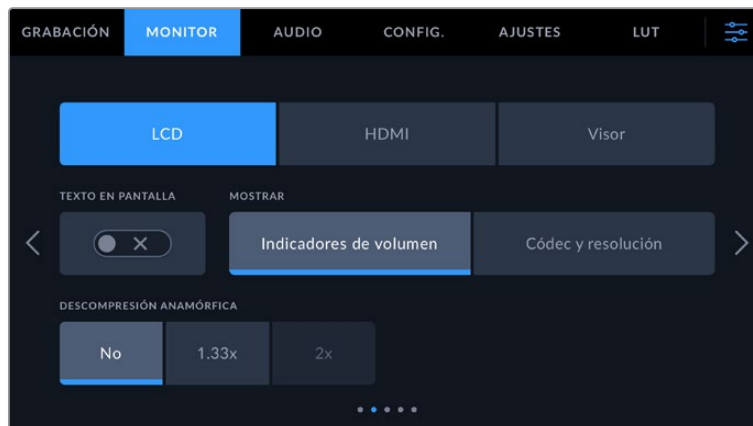 GRABACIÓN MONITOR AUDIO CONFIG. AJUSTES LUT
LCD HDMI Visor
TEXTO EN PANTALLA MOSTRAR
Indicadores de volumen Códec y resolución
DESCOMPRESIÓN ANAMÓRFICA
No 1.33x 2x